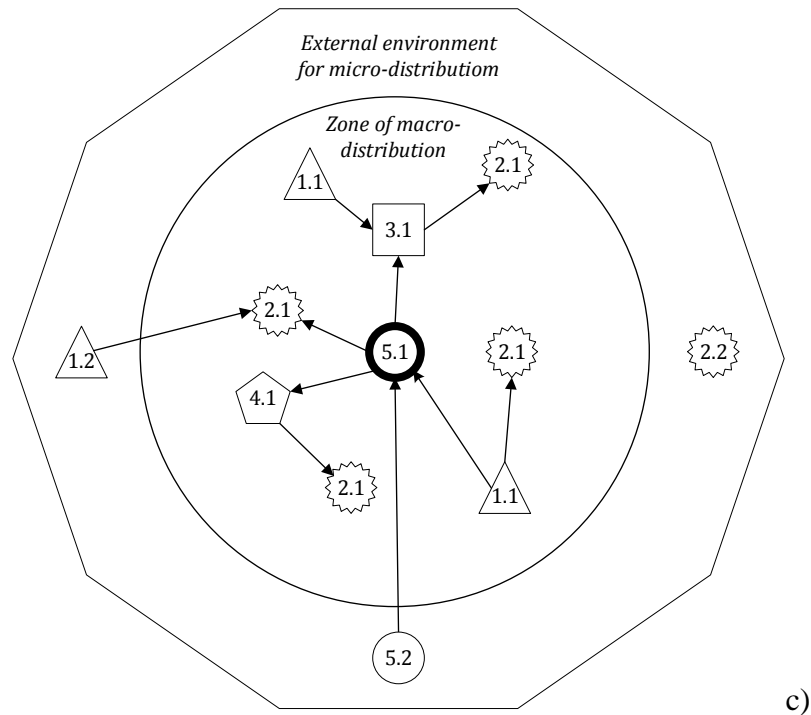 External environment
for micro-distributiom
Zone of macro-
distribution
2.1
1.1
3.1
2.1
1.2
5.1
2.1
2.2
4.1
2.1
1.1
5.2
c)